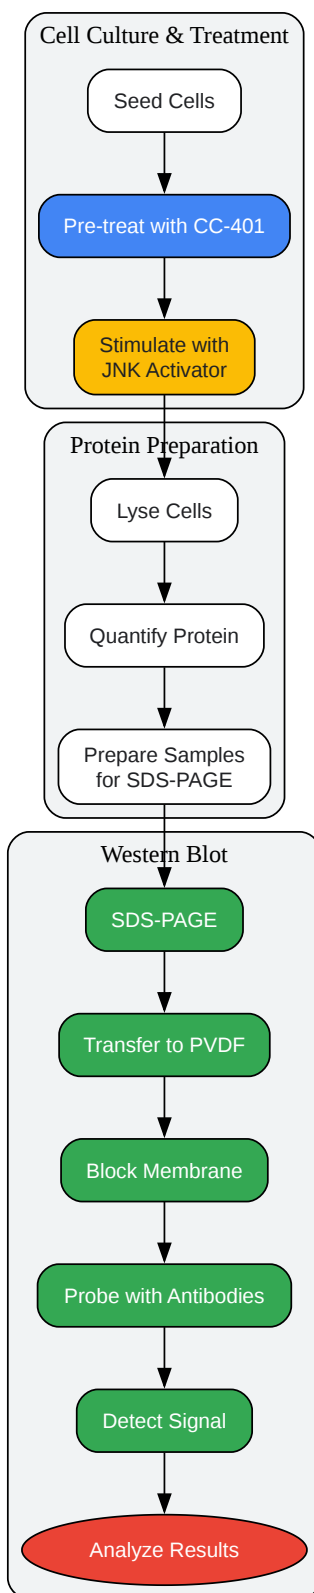 Cell Culture & Treatment
Seed Cells
Pre-treat with CC-401
Stimulate with
JNK Activator
Protein Preparation
Lyse Cells
Quantify Protein
Prepare Samples
for SDS-PAGE
Western Blot
SDS-PAGE
Transfer to PVDF
Block Membrane
Probe with Antibodies
Detect Signal
Analyze Results